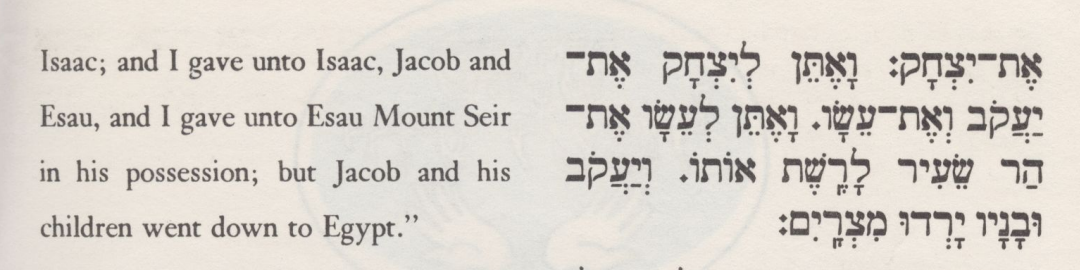 Isaac; and I gave unto Isaac, Jacob and
Esau, and I gave unto Esau Mount Seir
in his possession; but Jacob and his
children went down to Egypt.”
אֶת־יִצְחָק: וָאֶתֵּן לְיִצְחָק אֶת־
יַעֲקֹב וְאֶת־עֵשָׂו. וָאֶתֵּן לְעֵשָׂו אֶת־
הַר שֵׂעִיר לָרֶשֶׁת אוֹתוֹ. וְיַעֲקֹב
וּבָנָיו יָרְדוּ מִצְרָיִם: